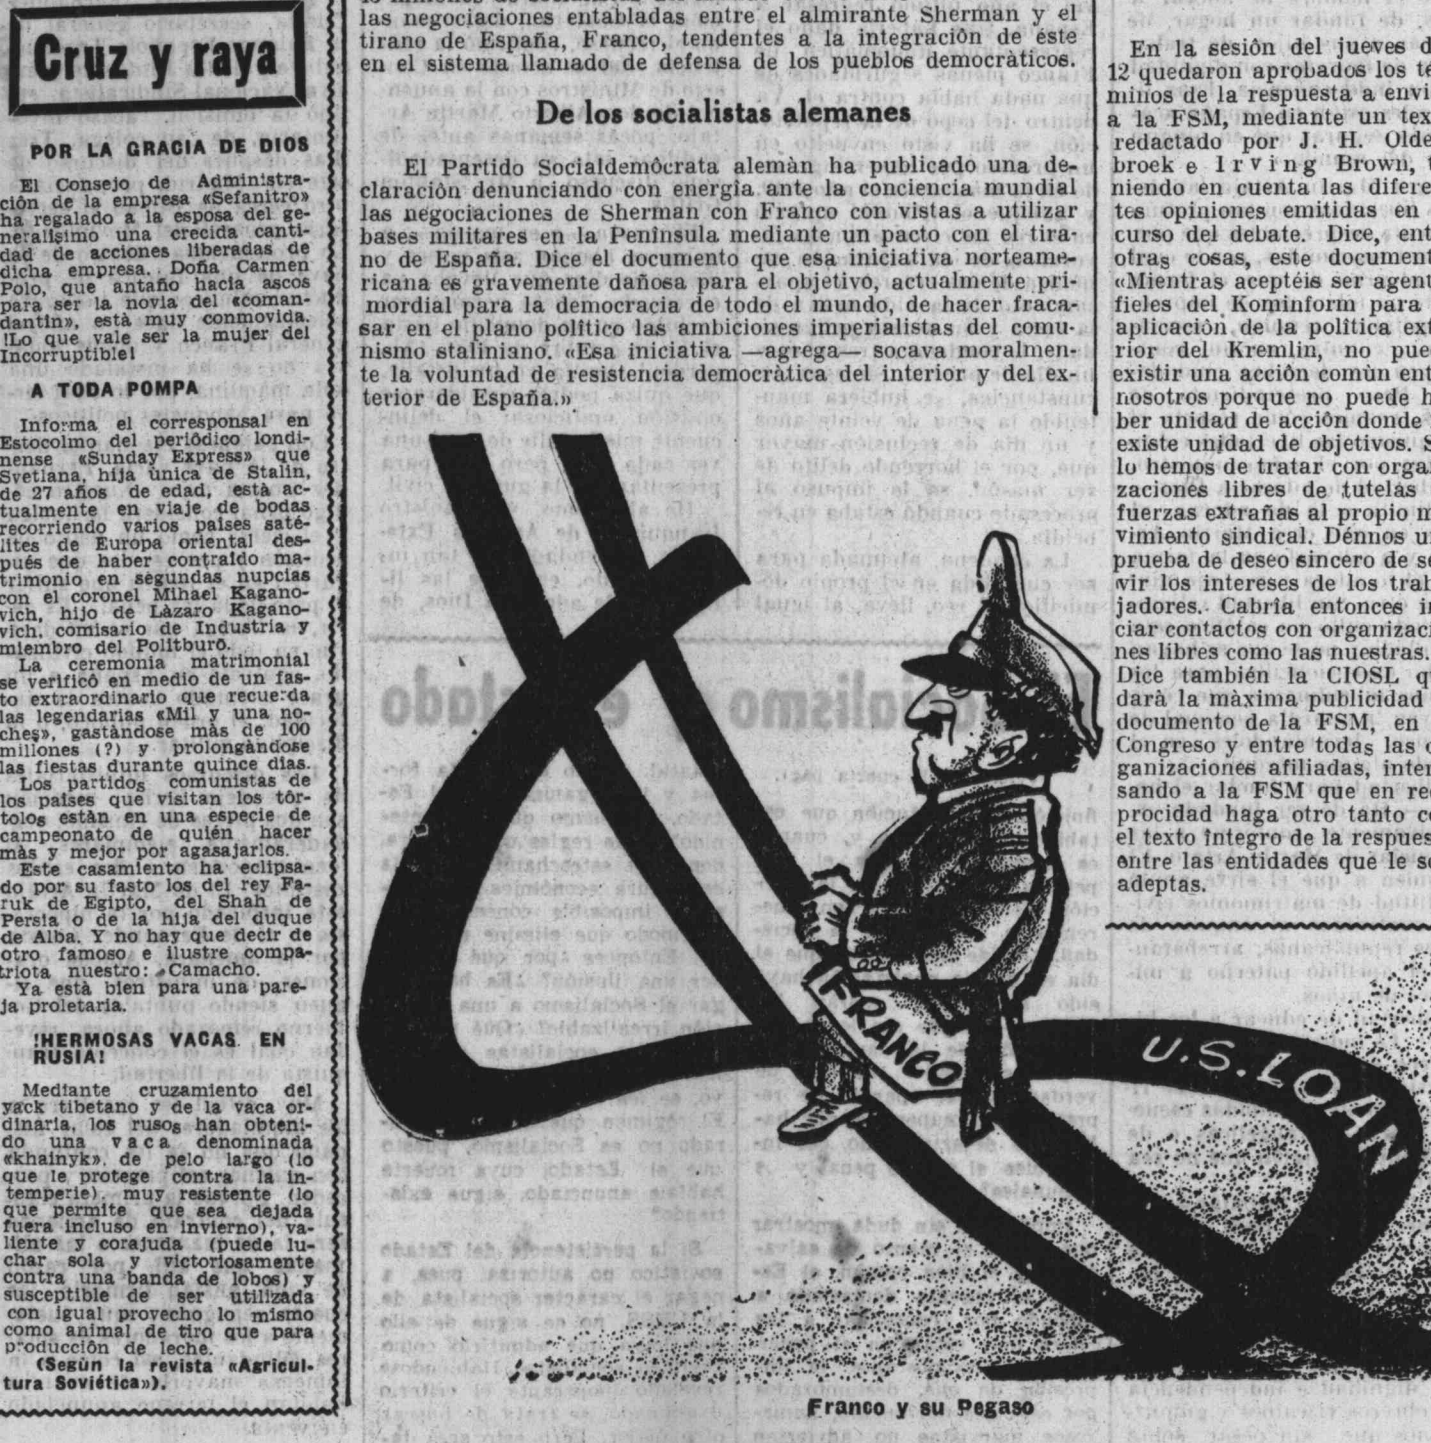 Cruz y raya
POR LA GRACIA DE DIOS
El Consejo de Administra-
ción de la empresa «Sefanitro»
ha regalado a la esposa del ge-
neralísimo una crecida canti-
dad de acciones liberadas de
dicha empresa. Doña Carmen
Polo, que antaño hacía ascos
para ser la novia del «coman-
dantin», està muy conmovida.
!Lo que vale ser la mujer del
Incorruptible!
A TODA POMPA
Informa el corresponsal en
Estocolmo del periódico londi-
nense «Sunday Express» que
Svetlana, hija ùnica de Stalin,
de 27 años de edad, està ac-
tualmente en viaje de bodas
recorriendo varios países saté-
lites de Europa oriental des-
pués de haber contraído ma-
trimonio en segundas nupcias
con el coronel Mihael Kagano-
vich, hijo de Làzaro Kagano-
vich, comisario de Industria y
miembro del Politburó.
La ceremonia matrimonial
se verificó en medio de un fas-
to extraordinario que recuerda
las legendarias «Mil y una no-
ches», gastàndose màs de 100
millones (?) y prolongàndose
las fiestas durante quince días.
Los partidos comunistas de
los países que visitan los tór-
tolos estàn en una especie de
campeonato de quién hacer
màs y mejor por agasajarlos.
Este casamiento ha eclipsa-
do por su fasto los del rey Fa-
ruk de Egipto, del Shah de
Persia o de la hija del duque
de Alba. Y no hay que decir de
otro famoso e ilustre compa-
triota nuestro: Camacho.
Ya està bien para una pare-
ja proletaria.
!HERMOSAS VACAS EN
RUSIA!
Mediante cruzamiento del
yack tibetano y de la vaca or-
dinaria, los rusos han obteni-
do una vaca denominada
«khainyk», de pelo largo (lo
que le protege contra la in-
temperie), muy resistente (lo
que permite que sea dejada
fuera incluso en invierno), va-
liente y corajuda (puede lu-
char sola y victoriosamente
contra una banda de lobos) y
susceptible de ser utilizada
con igual provecho lo mismo
como animal de tiro que para
producción de leche.
(Según la revista «Agricul-
tura Soviética»).
las negociaciones entabladas entre el almirante Sherman y el
tirano de España, Franco, tendentes a la integración de éste
en el sistema llamado de defensa de los pueblos democràticos.
De los socialistas alemanes
El Partido Socialdemócrata alemàn ha publicado una de-
claración denunciando con energía ante la conciencia mundial
las negociaciones de Sherman con Franco con vistas a utilizar
bases militares en la Península mediante un pacto con el tira-
no de España. Dice el documento que esa iniciativa norteame-
ricana es gravemente dañosa para el objetivo, actualmente pri-
mordial para la democracia de todo el mundo, de hacer fraca-
sar en el plano político las ambiciones imperialistas del comu-
nismo staliniano. «Esa iniciativa —agrega— socava moralmen-
te la voluntad de resistencia democràtica del interior y del ex-
terior de España.»
FRANCO
U.S. LOAN
Franco y su Pegaso
En la sesión del jueves d
12 quedaron aprobados los té
minos de la respuesta a envi
a la FSM, mediante un tex
redactado por J. H. Olde
broek e Irving Brown, t
niendo en cuenta las difere
tes opiniones emitidas en
curso del debate. Dice, ent
otras cosas, este document
«Mientras aceptéis ser agent
fieles del Kominform para
aplicación de la política ext
rior del Kremlin, no pue
existir una acción común ent
nosotros porque no puede h
ber unidad de acción donde
existe unidad de objetivos. S
lo hemos de tratar con orga
zaciones libres de tutelas
fuerzas extrañas al propio m
vimiento sindical. Dénnos u
prueba de deseo sincero de se
vir los intereses de los trab
jadores. Cabría entonces in
ciar contactos con organizaci
nes libres como las nuestras.
Dice también la CIOSL q
darà la màxima publicidad
documento de la FSM, en
Congreso y entre todas las o
ganizaciones afiliadas, inter
sando a la FSM que en rec
procidad haga otro tanto co
el texto íntegro de la respues
entre las entidades que le so
adeptas.